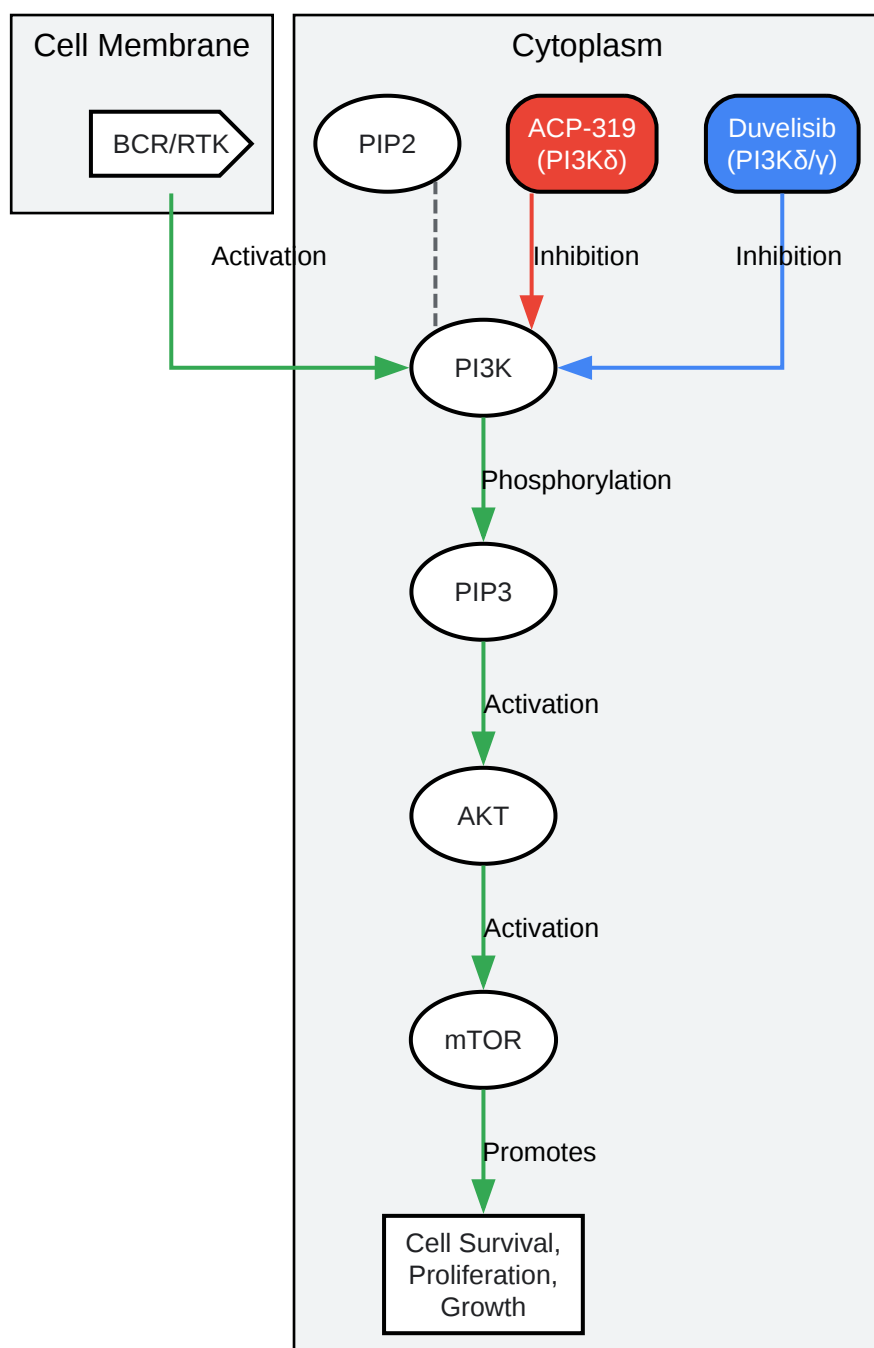 Cell Membrane
Cytoplasm
BCR/RTK
PIP2
ACP-319
(PI3Kδ)
Duvelisib
(PI3Kδ/γ)
Activation
Inhibition
Inhibition
PI3K
Phosphorylation
PIP3
Activation
AKT
Activation
mTOR
Promotes
Cell Survival,
Proliferation,
Growth